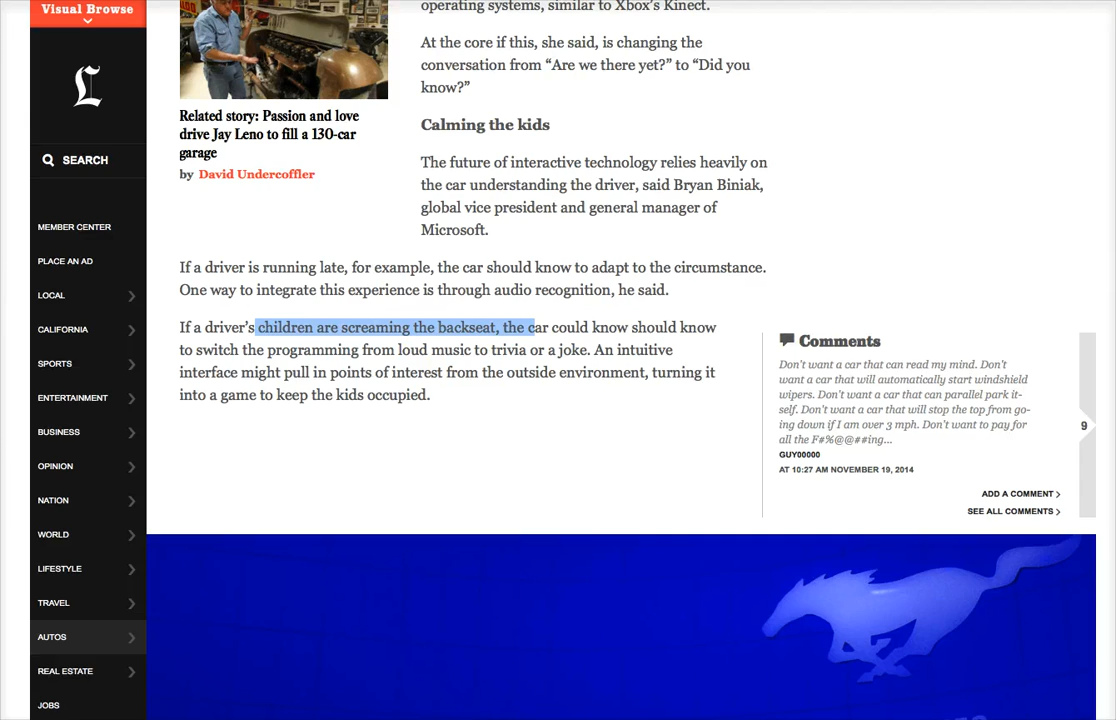 Visual Browse
L
SEARCH
MEMBER CENTER
PLACE AN AD
LOCAL
CALIFORNIA
SPORTS
ENTERTAINMENT
BUSINESS
OPINION
NATION
WORLD
LIFESTYLE
TRAVEL
AUTOS
REAL ESTATE
JOBS
Related story: Passion and love
drive Jay Leno to fill a 130-car
garage
by David Undercoffler
operating systems, similar to Xbox's Kinect.
At the core if this, she said, is changing the
conversation from “Are we there yet?” to “Did you
know?”
Calming the kids
The future of interactive technology relies heavily on
the car understanding the driver, said Bryan Biniak,
global vice president and general manager of
Microsoft.
If a driver is running late, for example, the car should know to adapt to the circumstance.
One way to integrate this experience is through audio recognition, he said.
If a driver’s children are screaming the backseat, the car could know should know
to switch the programming from loud music to trivia or a joke. An intuitive
interface might pull in points of interest from the outside environment, turning it
into a game to keep the kids occupied.
Comments
Don't want a car that can read my mind. Don't
want a car that will automatically start windshield
wipers. Don't want a car that can parallel park it-
self. Don't want a car that will stop the top from go-
ing down if I am over 3 mph. Don't want to pay for
all the F#%@@##ing...
GUY00000
AT 10:27 AM NOVEMBER 19, 2014
9
ADD A COMMENT
SEE ALL COMMENTS